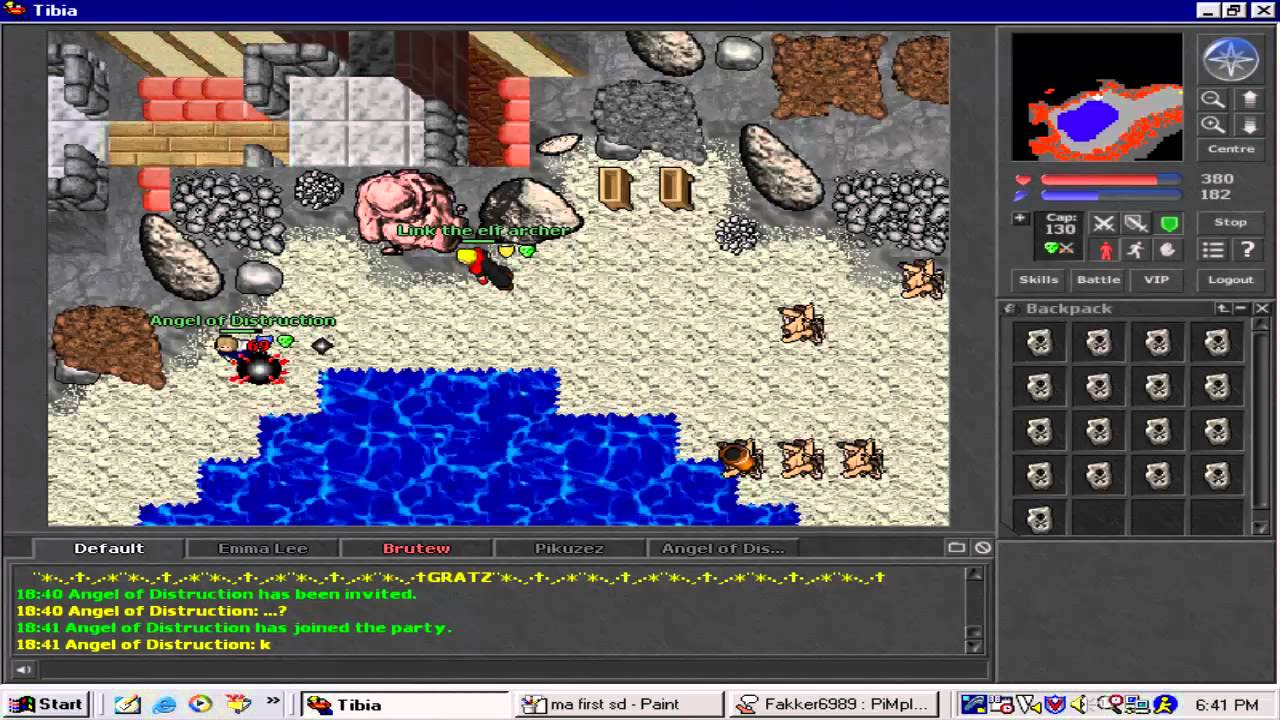 Tibia
Centre
380
182
Cap:
130
Stop
Skills
Battle
VIP
Logout
Backpack
Link the elf archer
Angel of Distruction
69
Default
Emma Lee
Brutew
Pikuzez
Angel of Dis...
¨*·.¸.·†·.¸.·*¨*·.¸.·†·.¸.·*¨*·.¸.·†·.¸.·*¨*·.¸.·†·.¸.·*¨*·.¸.·†GRATZ¨*·.¸.·†·.¸.·*¨*·.¸.·†·.¸.·*¨*·.¸.·†·.¸.·*¨*·.¸.·†·.¸.·*¨*·.¸.·†
18:40 Angel of Distruction has been invited.
18:40 Angel of Distruction: ...?
18:41 Angel of Distruction has joined the party.
18:41 Angel of Distruction: k
Start
Tibia
ma first sd - Paint
Fakker6989 : PiMpl...
6:41 PM